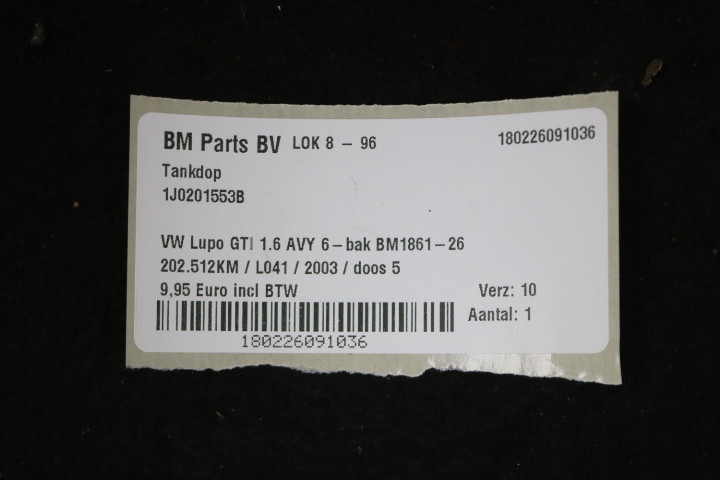 BM Parts BV LOK 8 - 96 180226091036
Tankdop
1J0201553B
VW Lupo GTI 1.6 AVY 6-bak BM1861-26
202.512KM / L041 / 2003 / doos 5
9,95 Euro incl BTW Verz: 10
Aantal: 1
180226091036